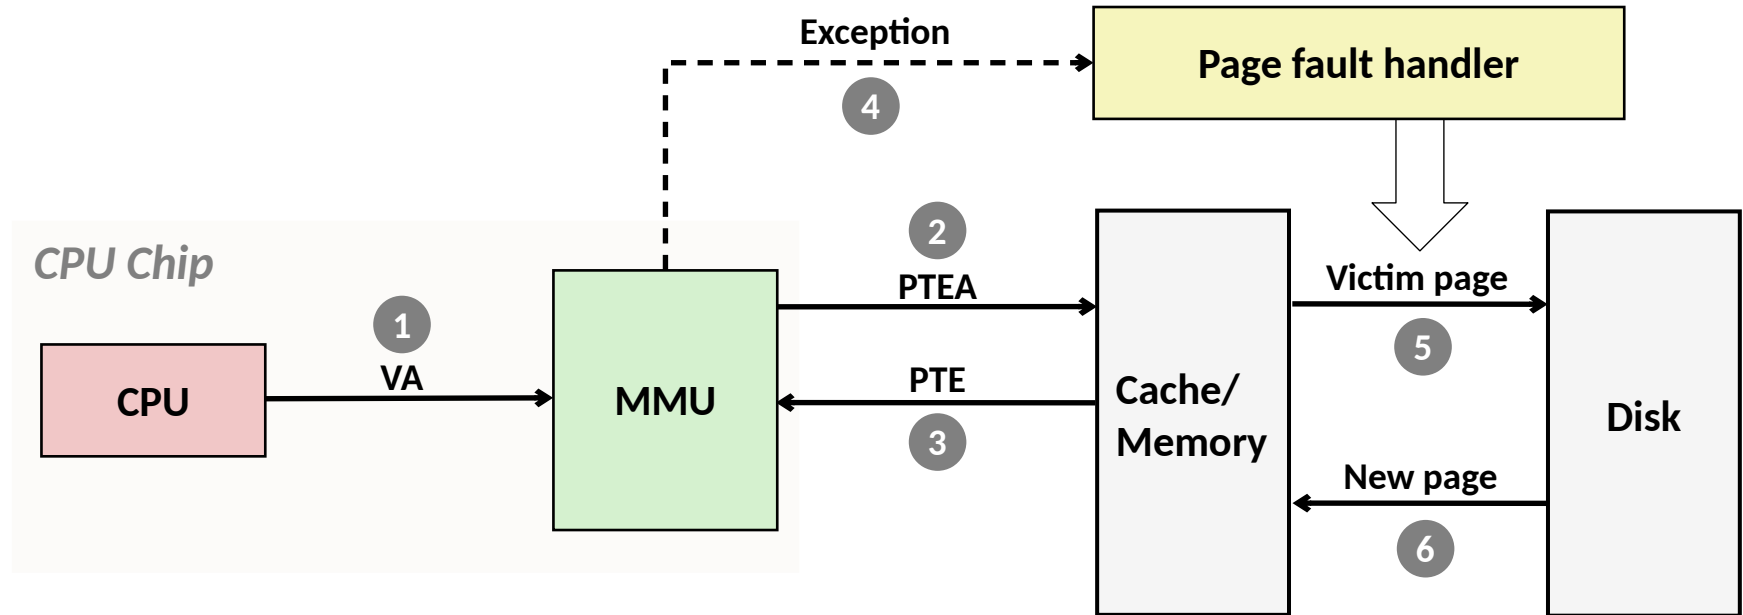 Exception
Page fault handler
4
CPU Chip
2
PTEA
Victim page
1
5
VA
CPU
MMU
PTE
3
Cache/
Memory
Disk
New page
6